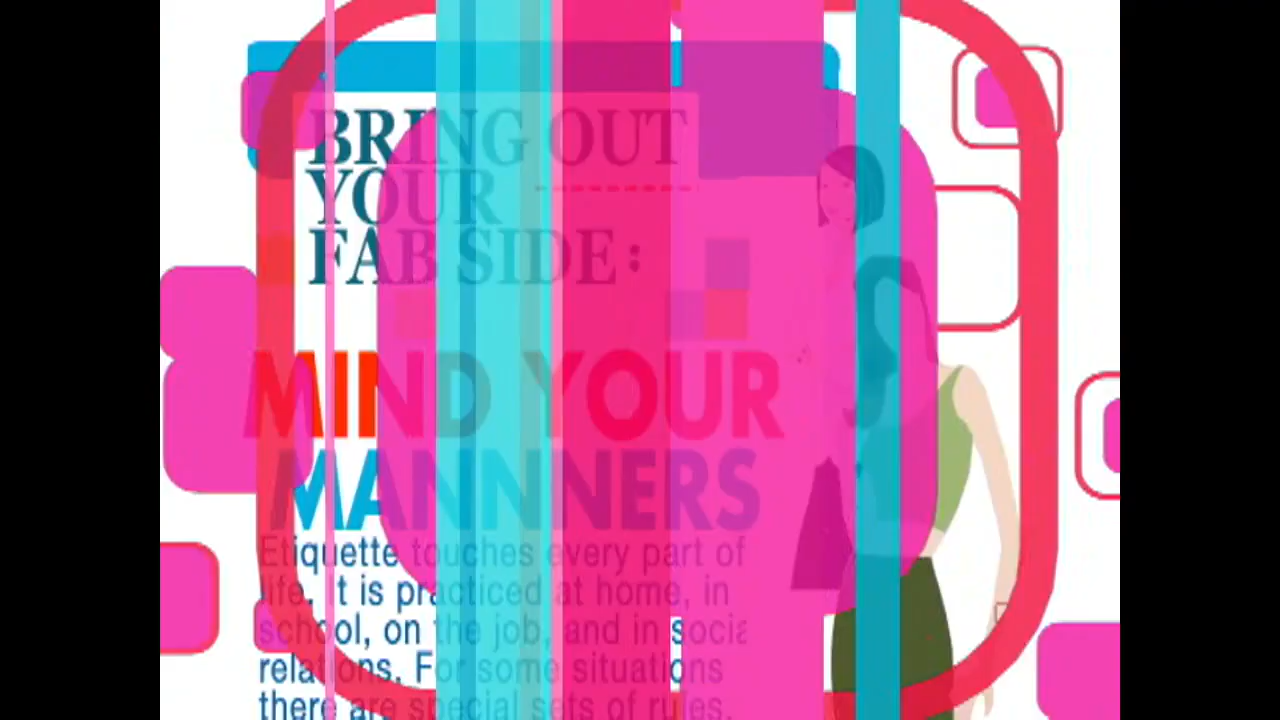 BRING OUT
YOUR
FAB SIDE:
MIND YOUR
MANNNERS
Etiquette touches every part of
life. It is practiced at home, in
school, on the job, and in socia
relations. For some situations
there are special sets of rules.